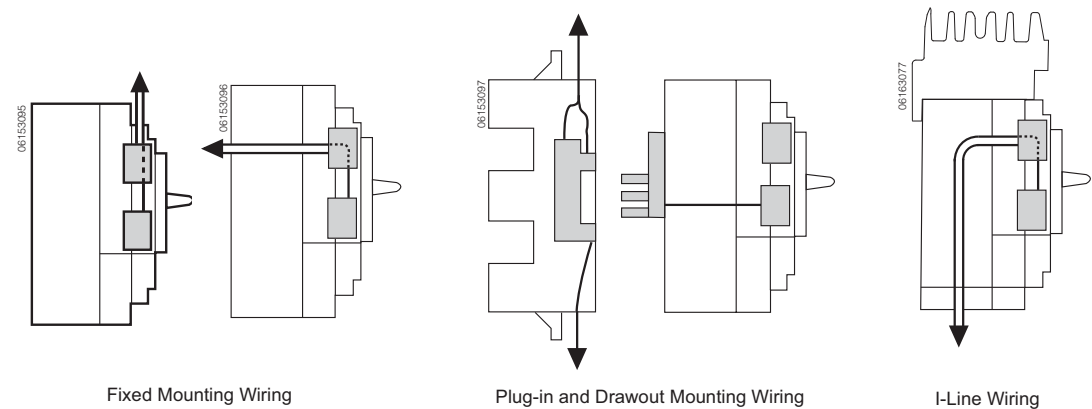 06153095
06153096
06153097
06163077
Fixed Mounting Wiring
Plug-in and Drawout Mounting Wiring
I-Line Wiring